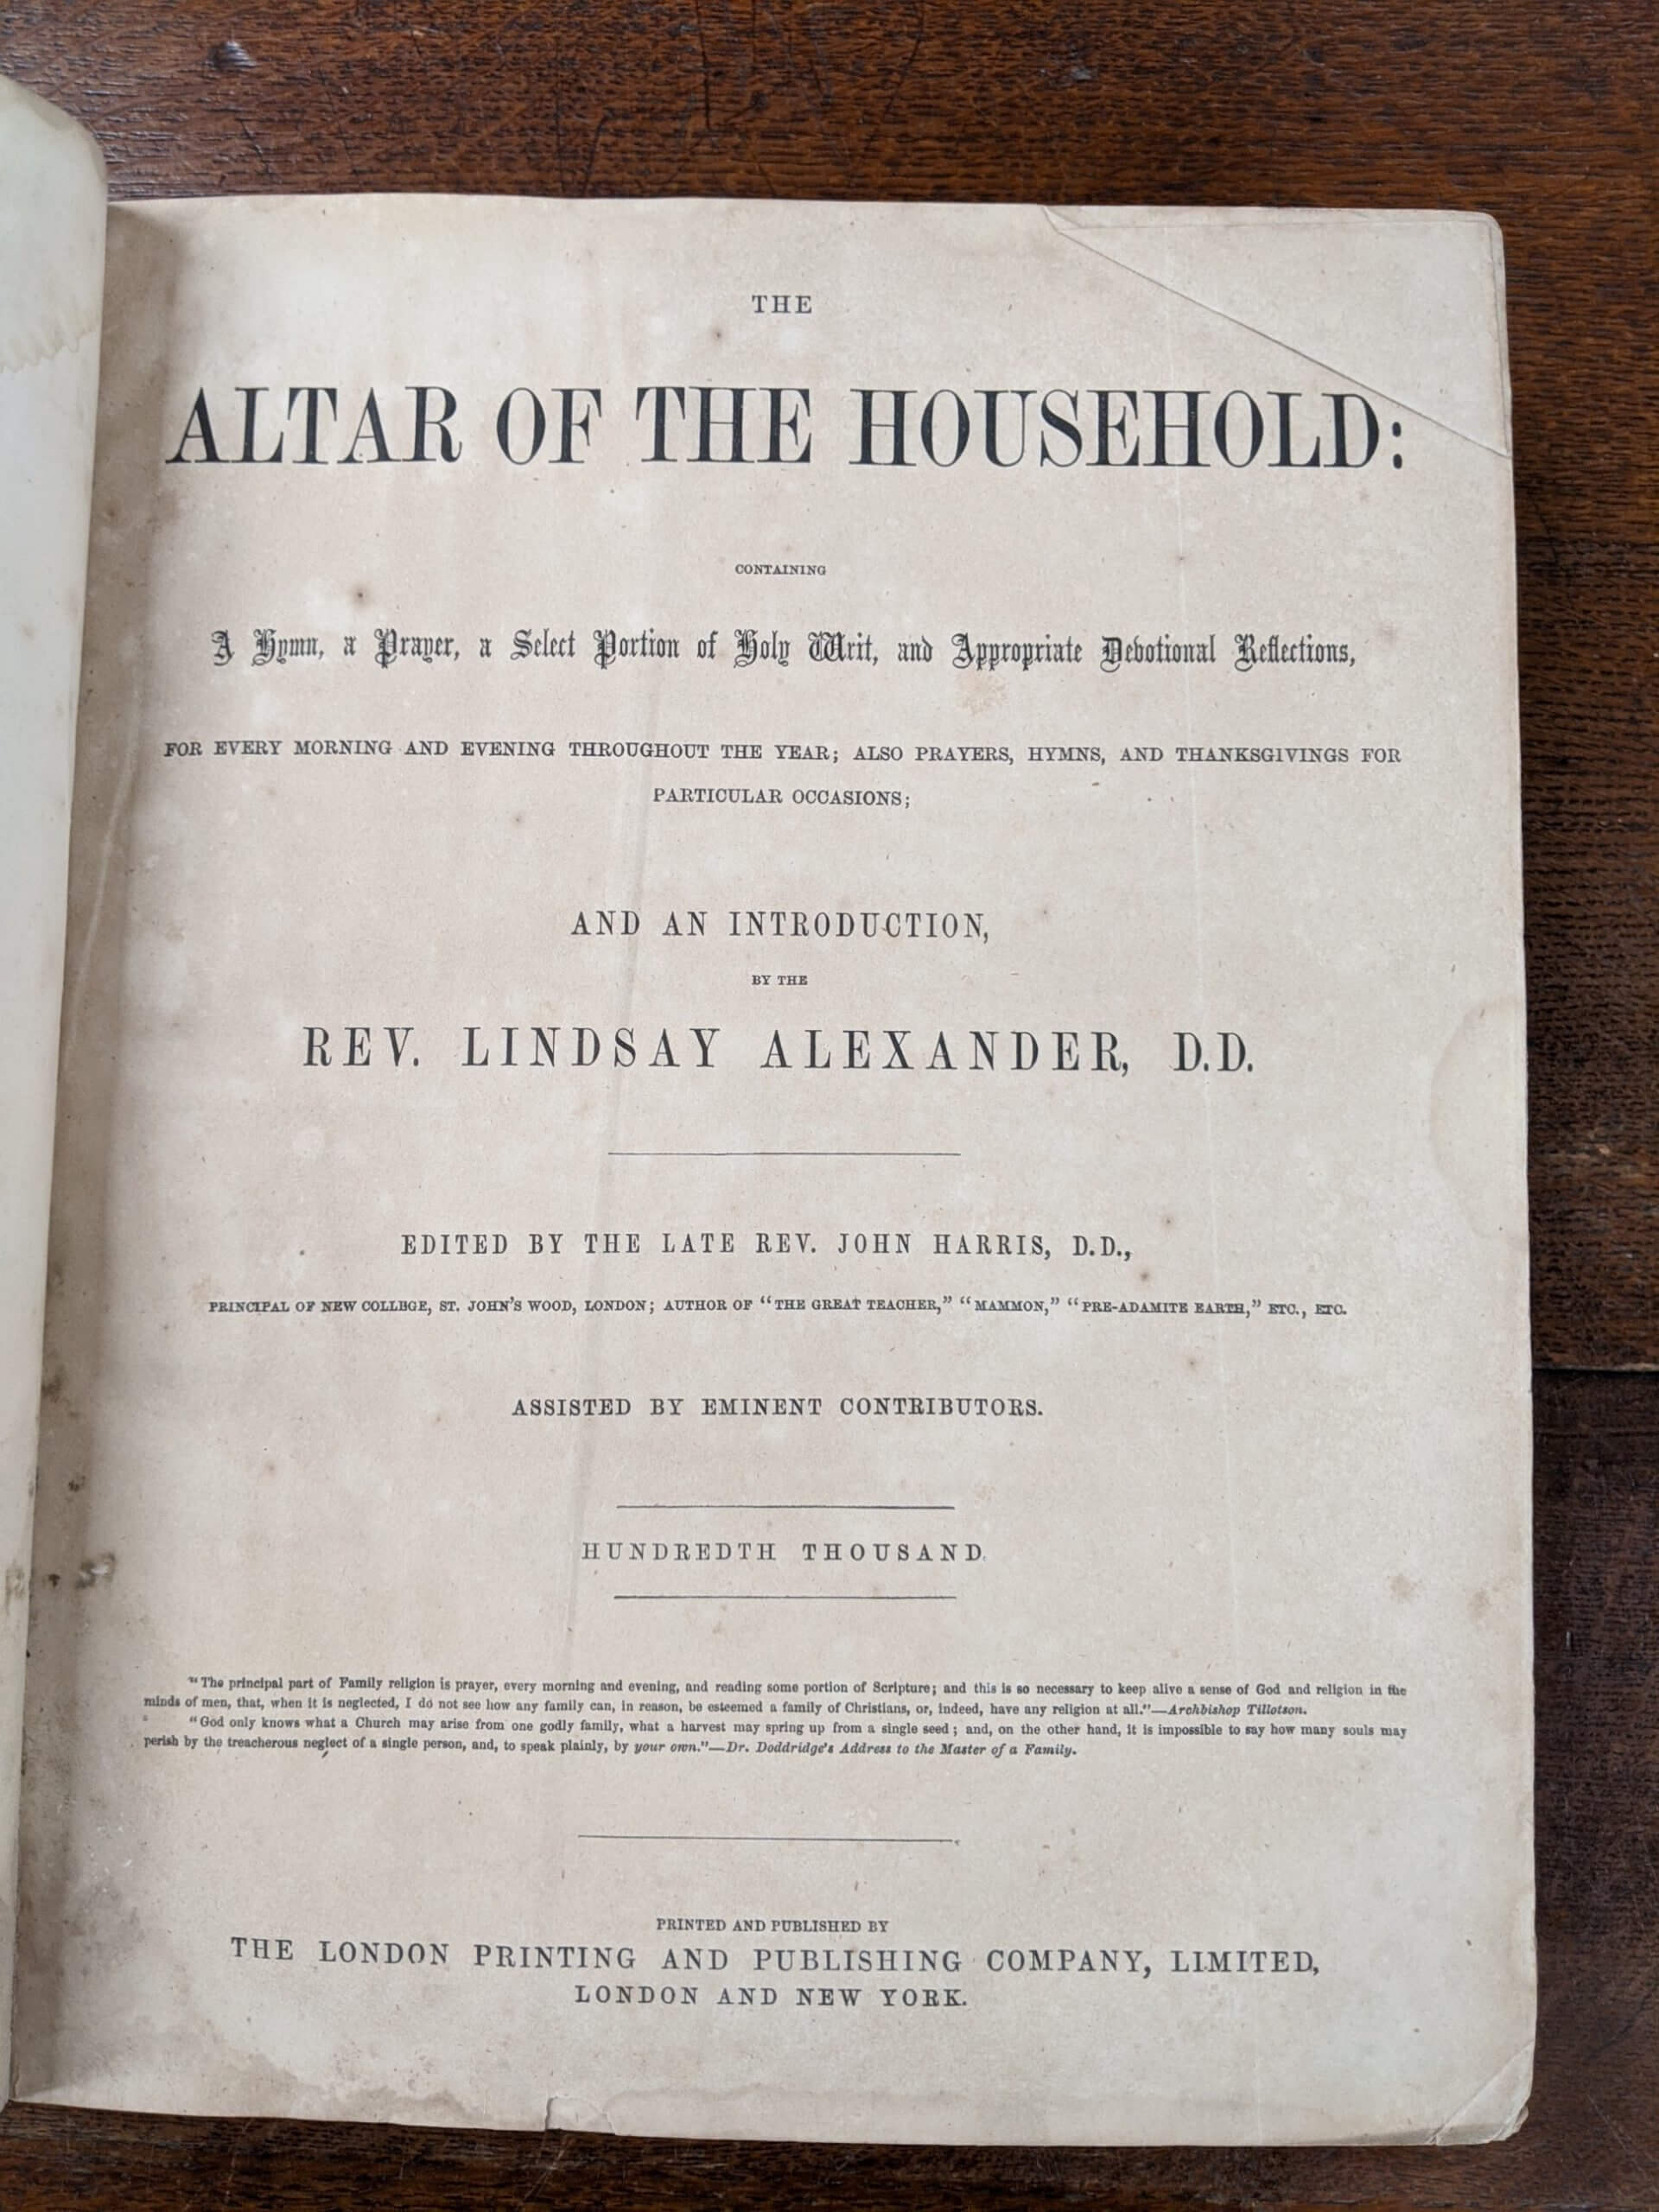 THE
ALTAR OF THE HOUSEHOLD:
CONTAINING
A Hymn, a Prayer, a Select Portion of Holy Writ, and Appropriate Devotional Reflections,
FOR EVERY MORNING AND EVENING THROUGHOUT THE YEAR; ALSO PRAYERS, HYMNS, AND THANKSGIVINGS FOR
PARTICULAR OCCASIONS;
AND AN INTRODUCTION,
BY THE
REV. LINDSAY ALEXANDER, D.D.
EDITED BY THE LATE REV. JOHN HARRIS, D.D.,
PRINCIPAL OF NEW COLLEGE, ST. JOHN'S WOOD, LONDON; AUTHOR OF "THE GREAT TEACHER," "MAMMON," "PRE-ADAMITE EARTH," ETC., ETC.
ASSISTED BY EMINENT CONTRIBUTORS.
HUNDREDTH THOUSAND.
"The principal part of Family religion is prayer, every morning and evening, and reading some portion of Scripture; and this is so necessary to keep alive a sense of God and religion in the
minds of men, that, when it is neglected, I do not see how any family can, in reason, be esteemed a family of Christians, or, indeed, have any religion at all."—Archbishop Tillotson.
"God only knows what a Church may arise from one godly family, what a harvest may spring up from a single seed; and, on the other hand, it is impossible to say how many souls may
perish by the treacherous neglect of a single person, and, to speak plainly, by your own."—Dr. Doddridge's Address to the Master of a Family.
PRINTED AND PUBLISHED BY
THE LONDON PRINTING AND PUBLISHING COMPANY, LIMITED,
LONDON AND NEW YORK.